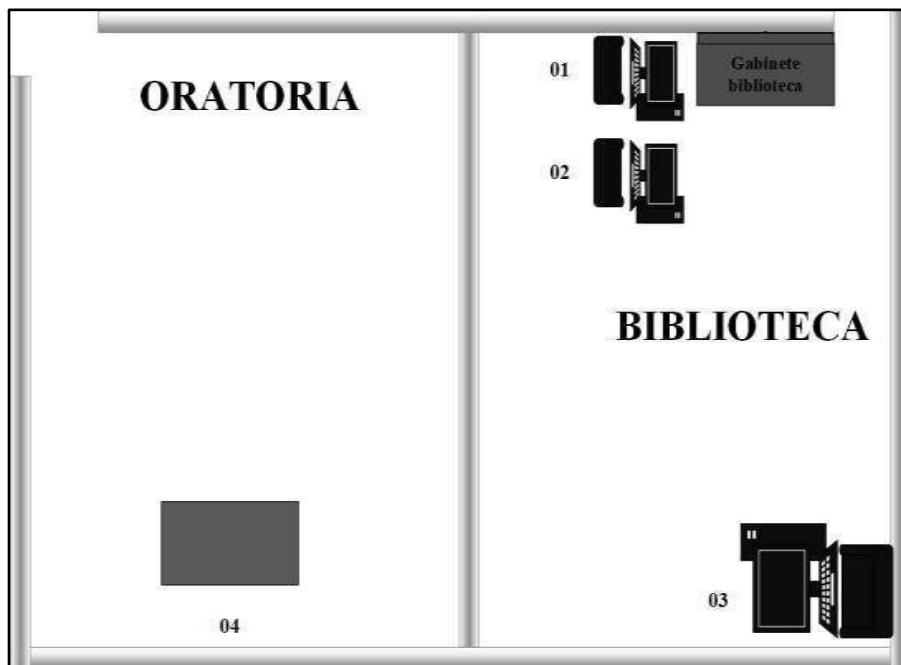 ORATORIA
01
Gabinete
biblioteca
02
BIBLIOTECA
03
04